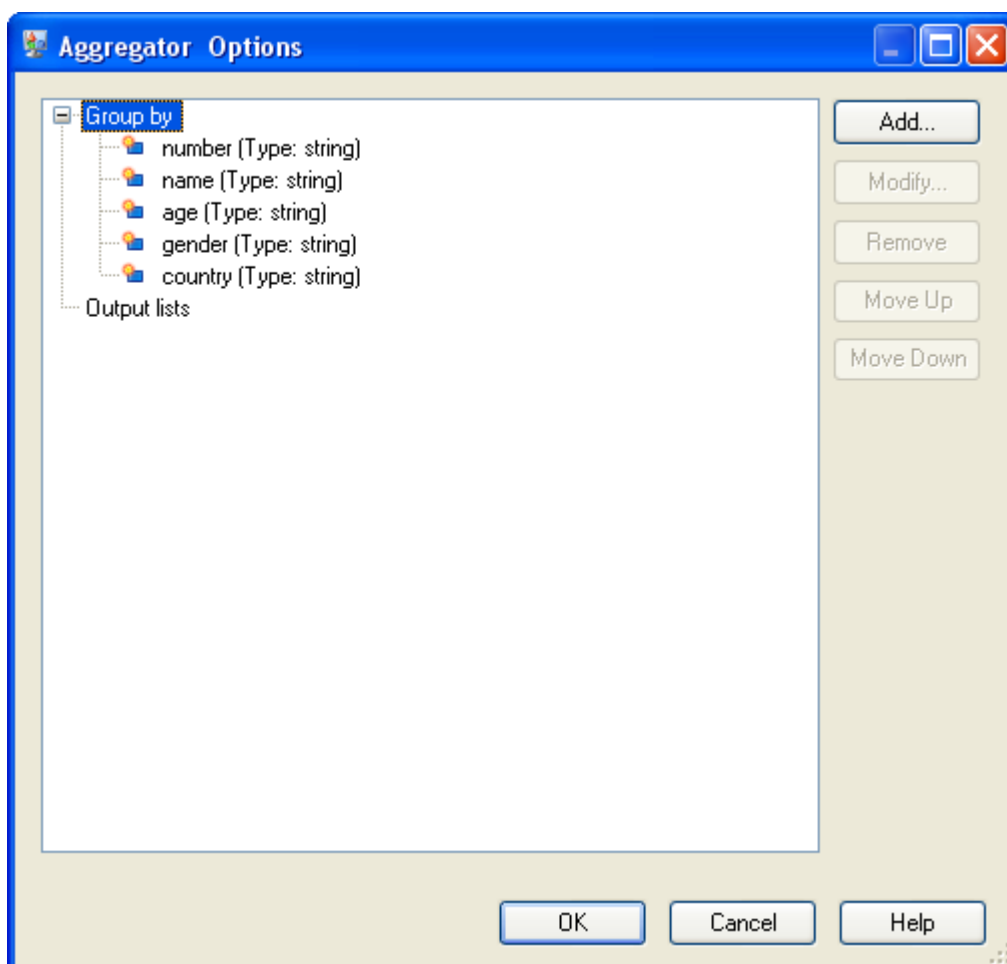 Aggregator Options
Group by
number (Type: string)
name (Type: string)
age (Type: string)
gender (Type: string)
country (Type: string)
Output lists
Add...
Modify...
Remove
Move Up
Move Down
OK
Cancel
Help